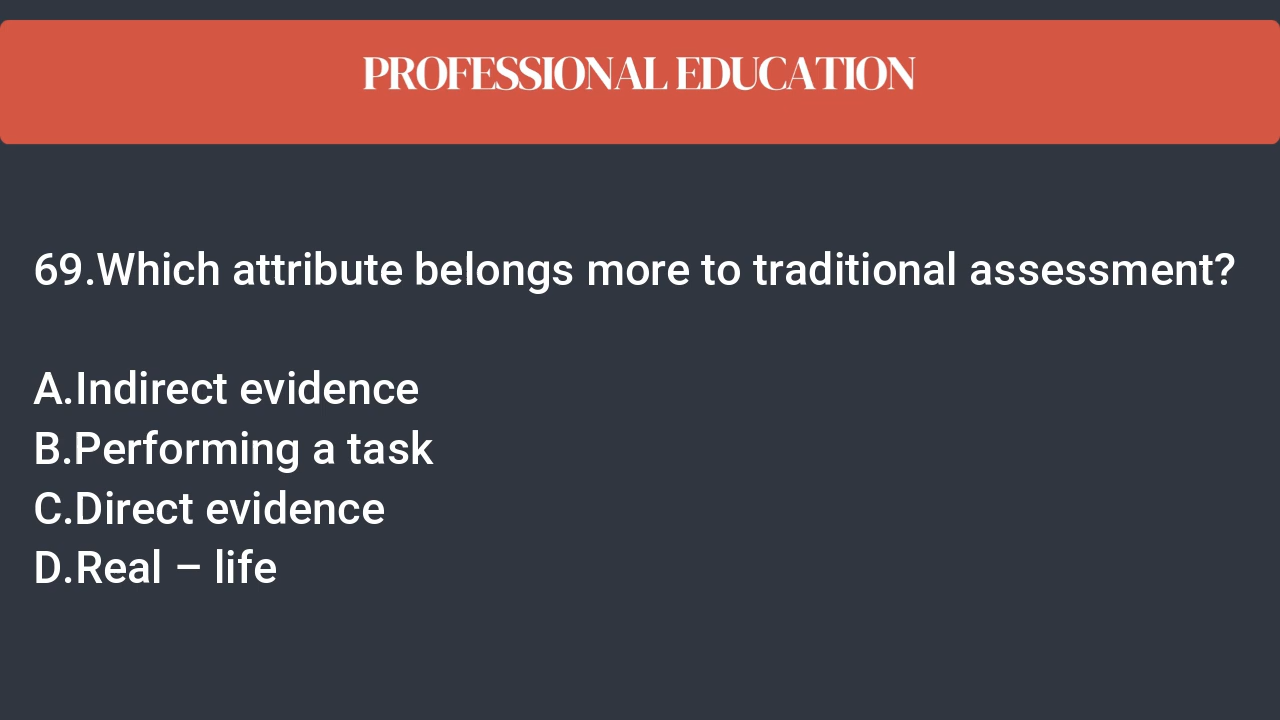 PROFESSIONAL EDUCATION
69.Which attribute belongs more to traditional assessment?
A.Indirect evidence
B.Performing a task
C.Direct evidence
D.Real – life